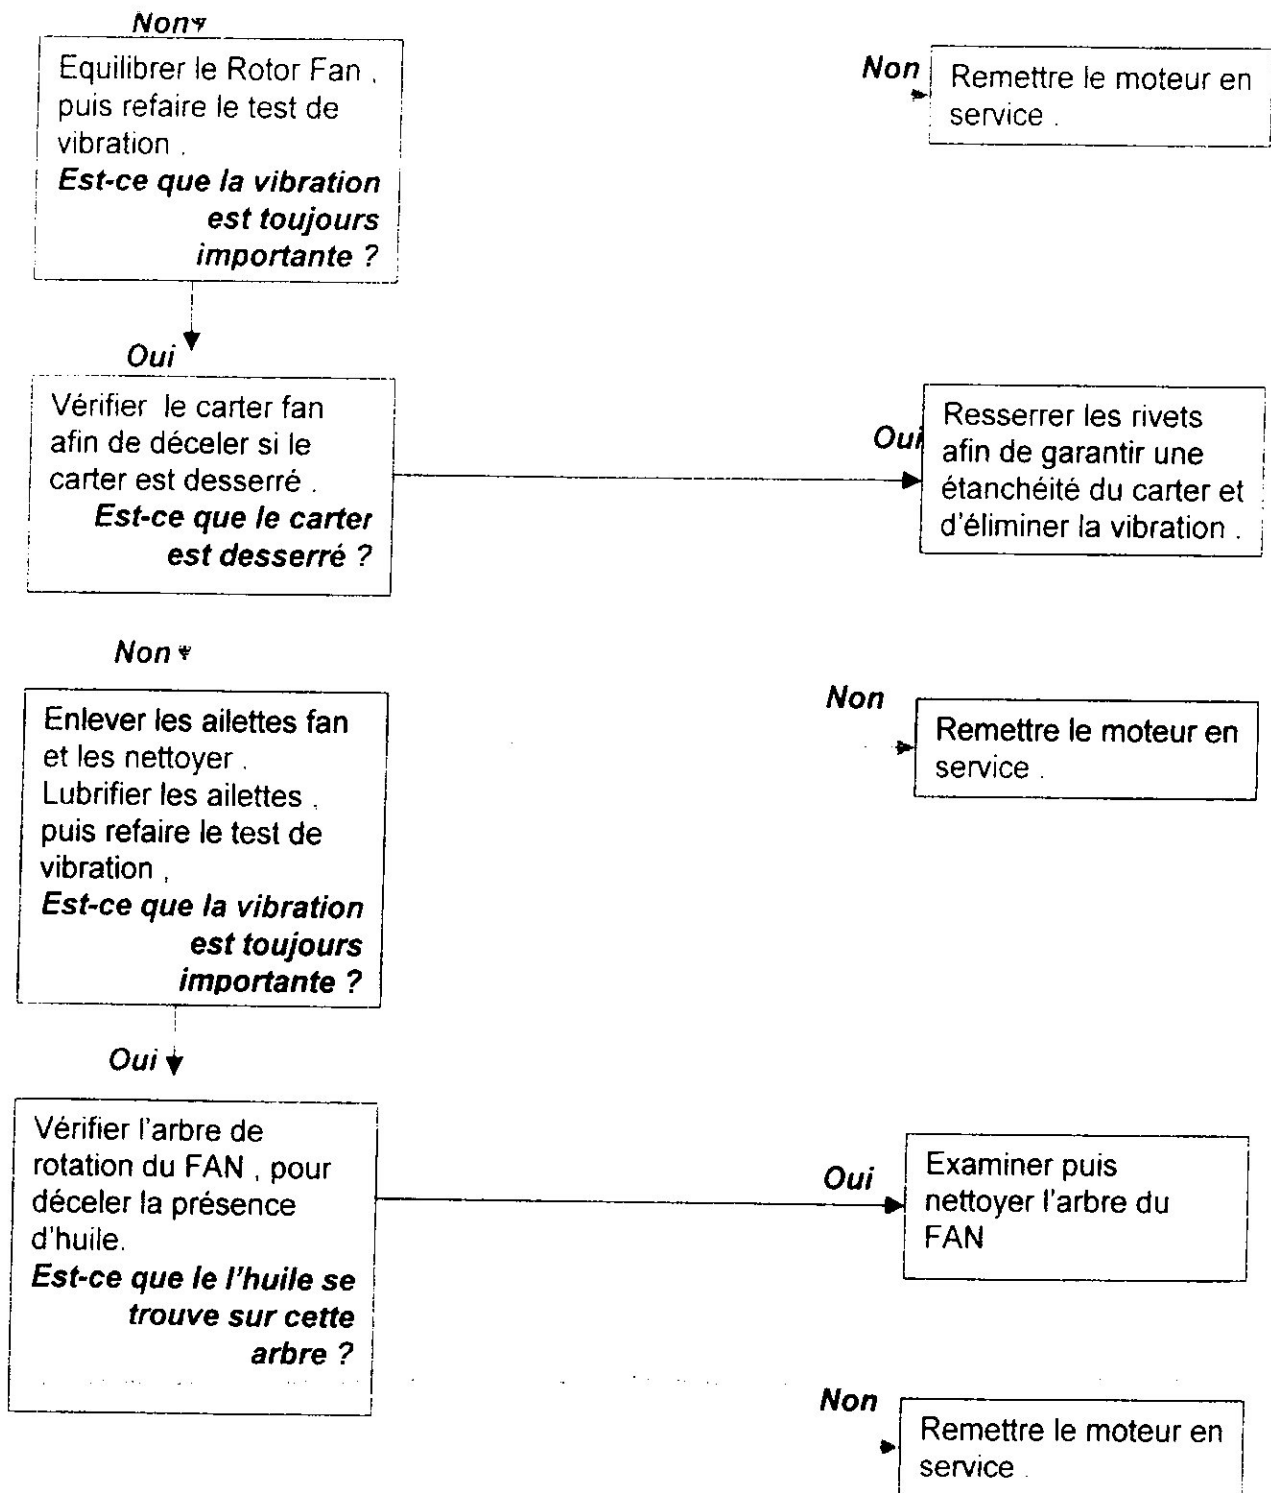 Non
Equilibrer le Rotor Fan ,
puis refaire le test de
vibration .
Est-ce que la vibration
est toujours
importante ?
Non
Remettre le moteur en
service .
Oui
Vérifier le carter fan
afin de déceler si le
carter est desserré .
Est-ce que le carter
est desserré ?
Oui
Resserrer les rivets
afin de garantir une
étanchéité du carter et
d'éliminer la vibration .
Non
Enlever les ailettes fan
et les nettoyer .
Lubrifier les ailettes ,
puis refaire le test de
vibration ,
Est-ce que la vibration
est toujours
importante ?
Non
Remettre le moteur en
service .
Oui
Vérifier l'arbre de
rotation du FAN , pour
déceler la présence
d'huile.
Est-ce que le l'huile se
trouve sur cette
arbre ?
Oui
Examiner puis
nettoyer l'arbre du
FAN
Non
Remettre le moteur en
service .